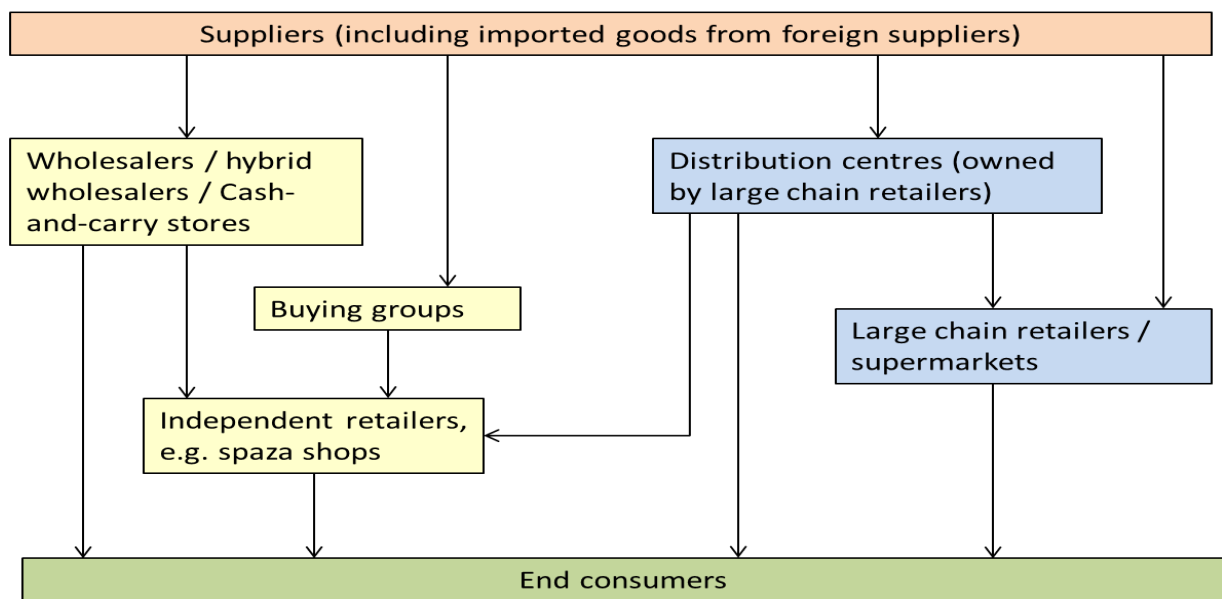 Suppliers (including imported goods from foreign suppliers)
Wholesalers / hybrid
wholesalers / Cash-
and-carry stores
Distribution centres (owned
by large chain retailers)
Buying groups
Large chain retailers /
supermarkets
Independent retailers,
e.g. spaza shops
End consumers